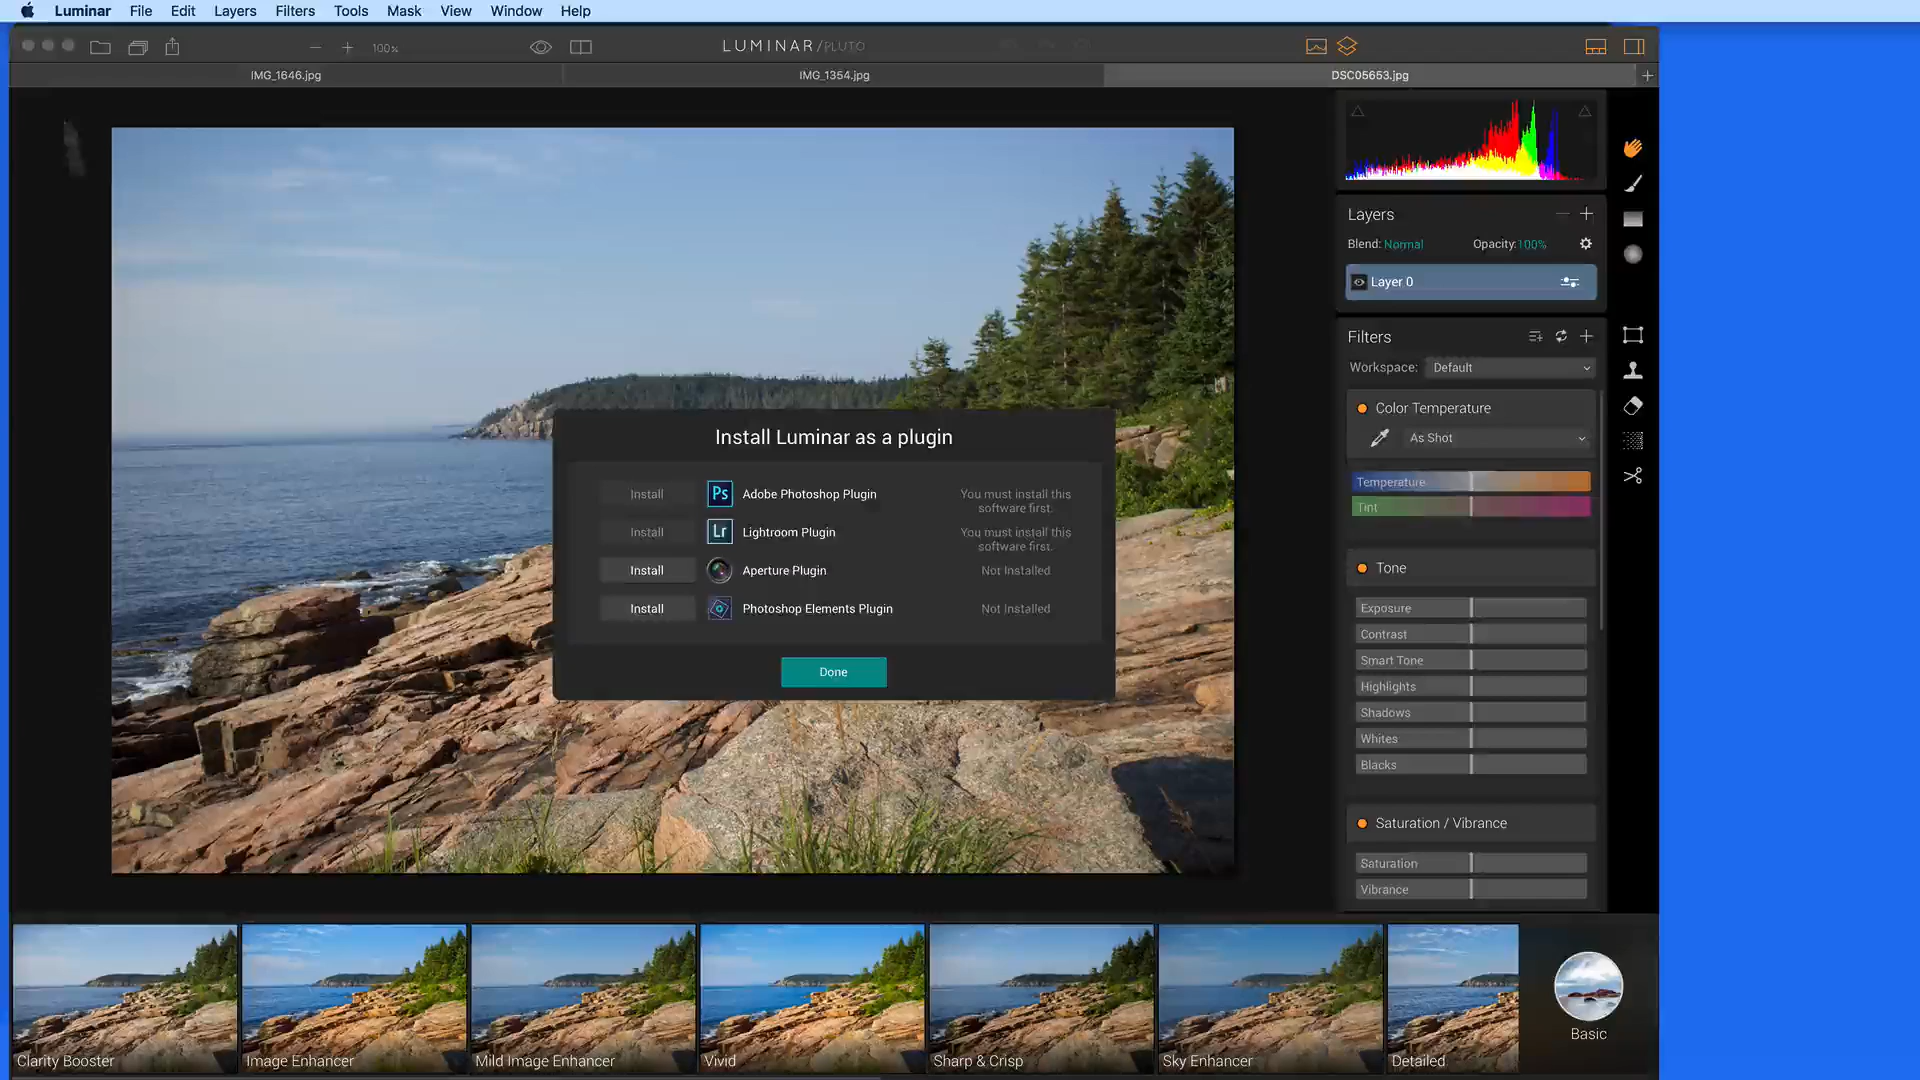 Luminar File Edit Layers Filters Tools Mask View Window Help
100%
LUMINAR/PLUTO
IMG_1646.jpg
IMG_1354.jpg
DSC05653.jpg
Layers
Blend: Normal
Opacity:100%
Layer 0
Filters
Workspace: Default
Color Temperature
As Shot
Temperature
Tint
Tone
Exposure
Contrast
Smart Tone
Highlights
Shadows
Whites
Blacks
Saturation / Vibrance
Saturation
Vibrance
Install Luminar as a plugin
Install Ps Adobe Photoshop Plugin
You must install this
software first.
Install Lr Lightroom Plugin
You must install this
software first.
Install Aperture Plugin Not Installed
Install Photoshop Elements Plugin Not Installed
Done
Clarity Booster
Image Enhancer
Mild Image Enhancer
Vivid
Sharp & Crisp
Sky Enhancer
Detailed
Basic